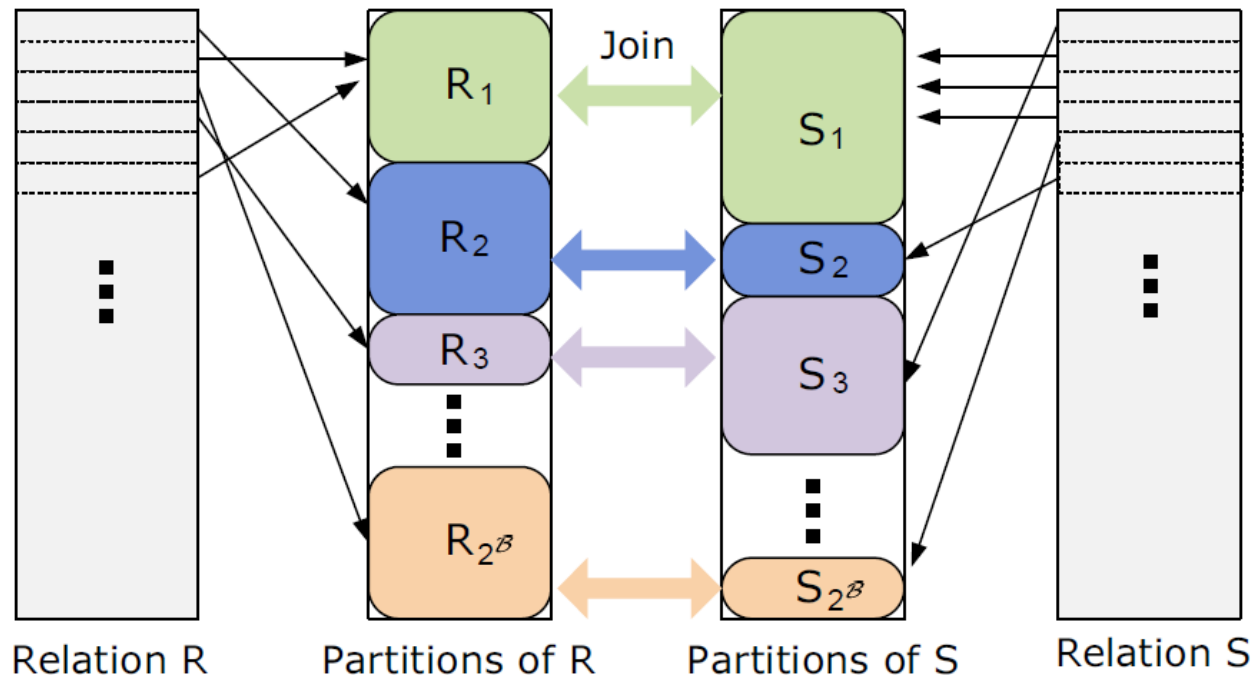 Join
R1
S1
R2
S2
R3
S3
R2ᴮ
S2ᴮ
Relation R
Partitions of R
Partitions of S
Relation S